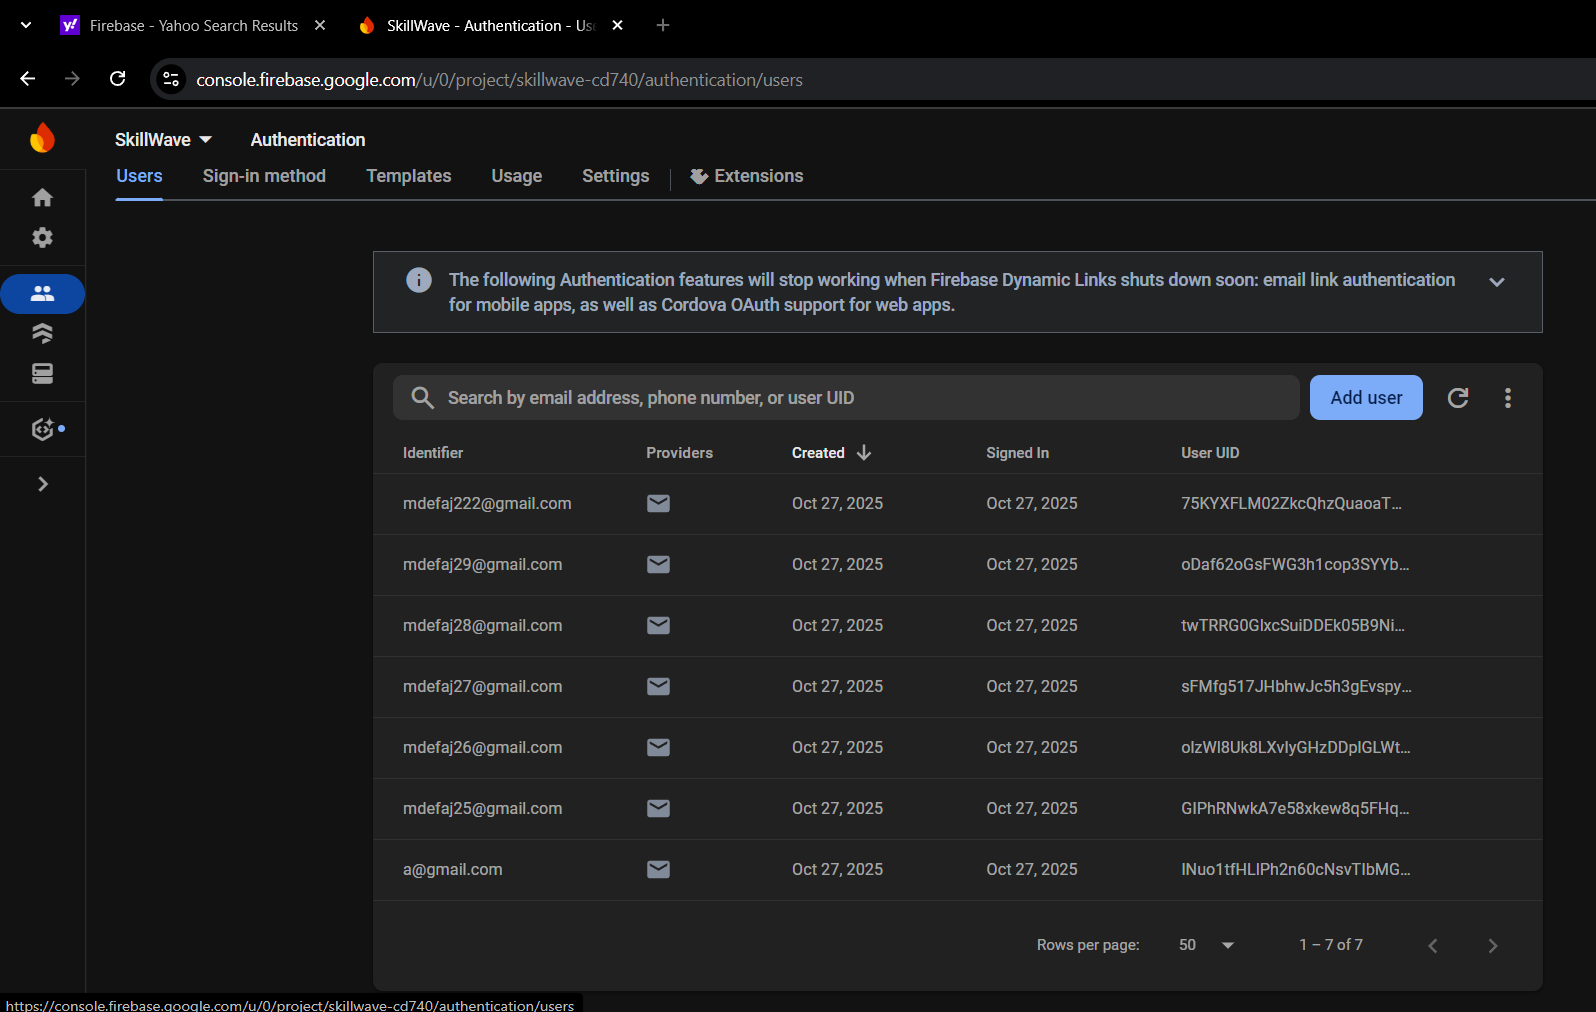 Firebase - Yahoo Search Results
SkillWave - Authentication - Us
console.firebase.google.com/u/0/project/skillwave-cd740/authentication/users
SkillWave
Authentication
Users
Sign-in method
Templates
Usage
Settings
Extensions
The following Authentication features will stop working when Firebase Dynamic Links shuts down soon: email link authentication
for mobile apps, as well as Cordova OAuth support for web apps.
Search by email address, phone number, or user UID
Add user
Identifier Providers Created Signed In User UID
mdefaj222@gmail.com Oct 27, 2025 Oct 27, 2025 75KYXFLM02ZkcQhzQuaoaT...
mdefaj29@gmail.com Oct 27, 2025 Oct 27, 2025 oDaf62oGsFWG3h1cop3SYYb...
mdefaj28@gmail.com Oct 27, 2025 Oct 27, 2025 twTRRG0GlxcSuiDDEk05B9Ni...
mdefaj27@gmail.com Oct 27, 2025 Oct 27, 2025 sFMfg517JHbhwJc5h3gEvspy...
mdefaj26@gmail.com Oct 27, 2025 Oct 27, 2025 olzWl8Uk8LXvlyGHzDDplGLWt...
mdefaj25@gmail.com Oct 27, 2025 Oct 27, 2025 GIPhRNwkA7e58xkew8q5FHq...
a@gmail.com Oct 27, 2025 Oct 27, 2025 INuo1tfHLIPh2n60cNsvTIbMG...
Rows per page: 50 1 – 7 of 7
https://console.firebase.google.com/u/0/project/skillwave-cd740/authentication/users